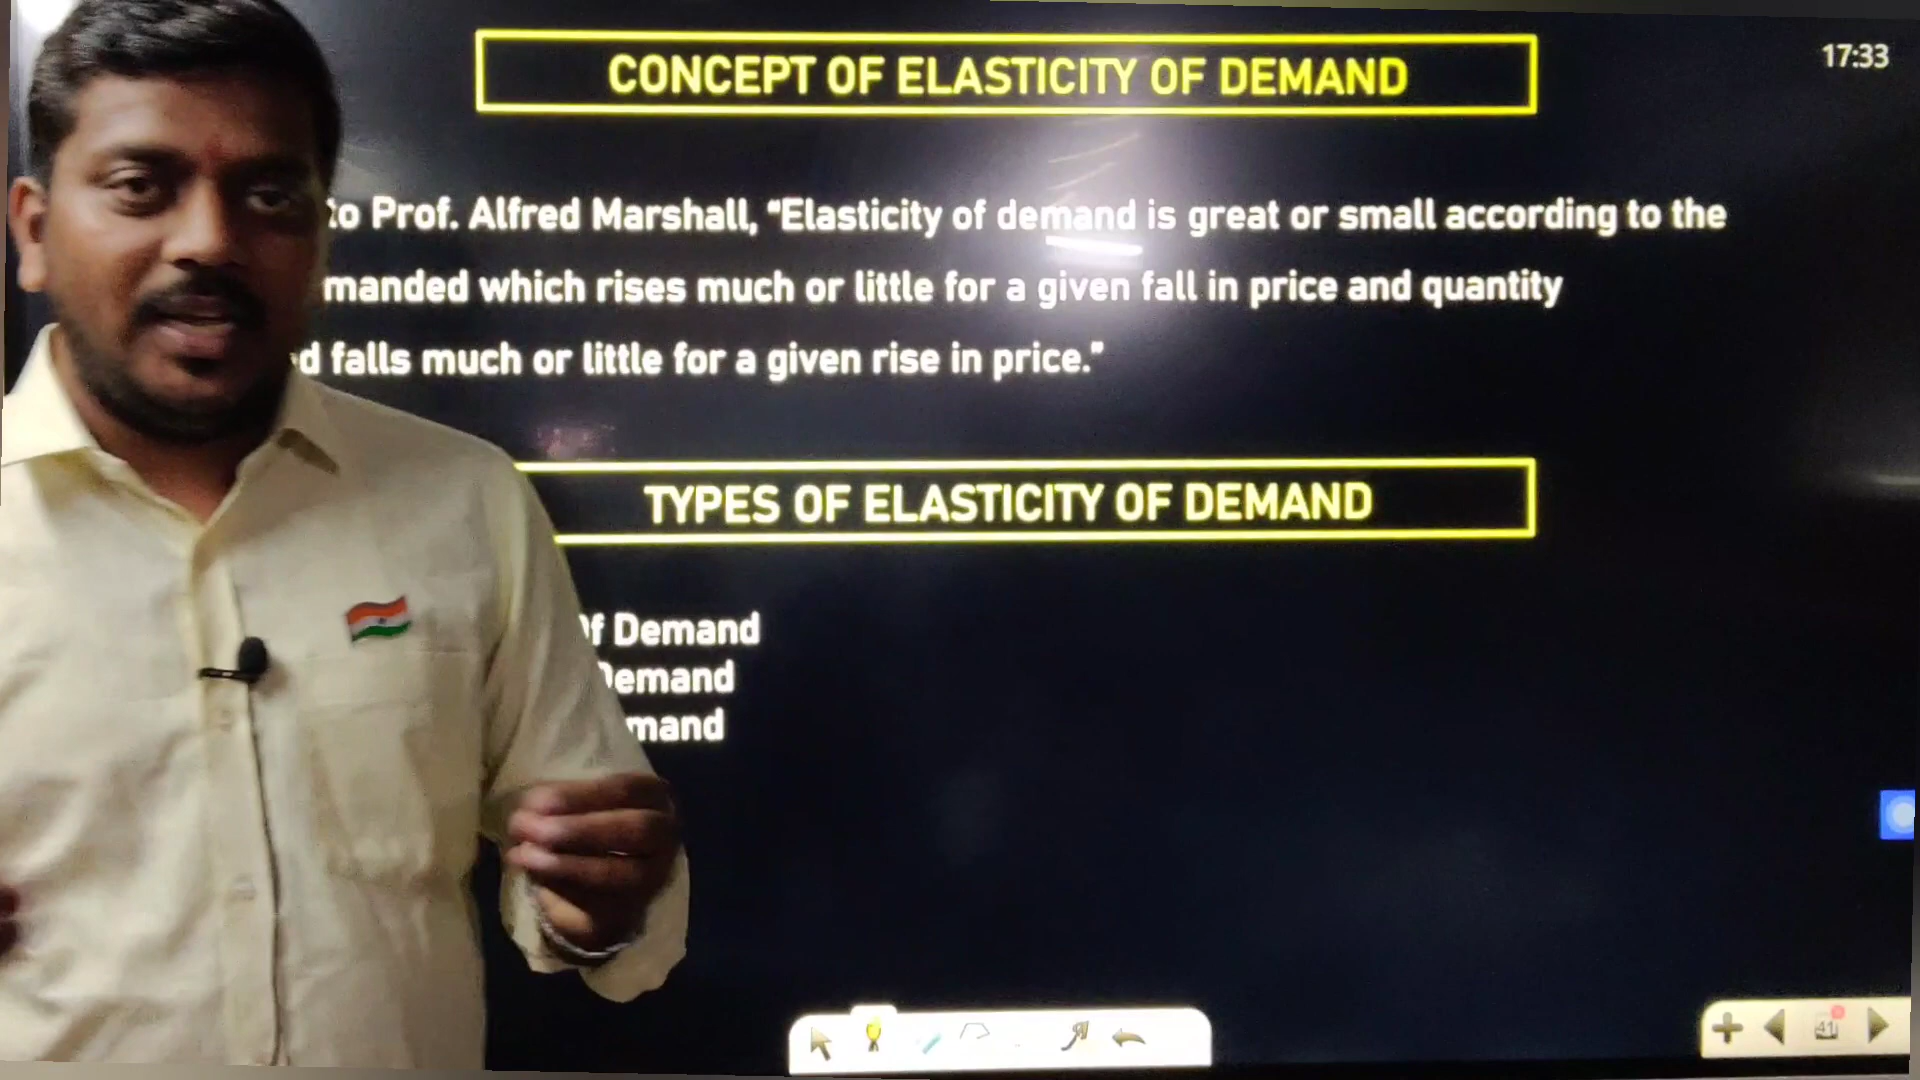 CONCEPT OF ELASTICITY OF DEMAND
17:33
to Prof. Alfred Marshall, “Elasticity of demand is great or small according to the
manded which rises much or little for a given fall in price and quantity
d falls much or little for a given rise in price.”
TYPES OF ELASTICITY OF DEMAND
Of Demand
Demand
mand
41